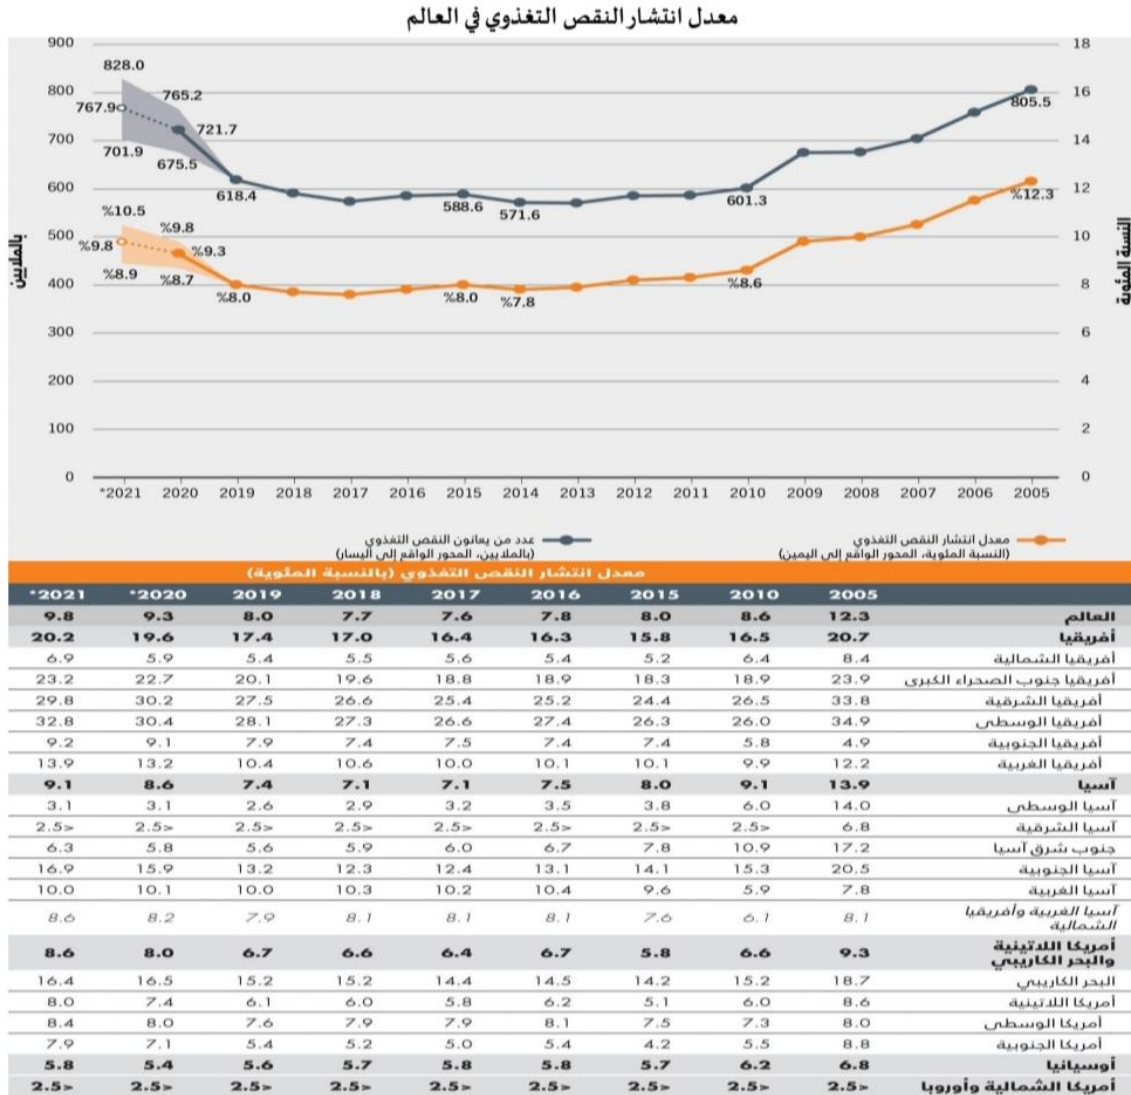 معدل انتشار النقص التغذوي في العالم
900
800
700
600
500
400
300
200
100
0
بالملايين
18
16
14
12
10
8
6
4
2
0
النسبة المئوية
828.0
765.2
767.9
721.7
701.9
675.5
618.4
588.6
571.6
601.3
805.5
%10.5
%9.8
%9.8
%9.3
%8.9
%8.7
%8.0
%8.0
%7.8
%8.6
%12.3
*2021 2020 2019 2018 2017 2016 2015 2014 2013 2012 2011 2010 2009 2008 2007 2006 2005
معدل انتشار النقص التغذوي
(النسبة المئوية، المحور الواقع إلى اليمين)
عدد من يعانون النقص التغذوي
(بالملايين، المحور الواقع إلى اليسار)
معدل انتشار النقص التغذوي (بالنسبة المئوية)
2005 2010 2015 2016 2017 2018 2019 *2020 *2021
العالم 12.3 8.6 8.0 7.8 7.6 7.7 8.0 9.3 9.8
أفريقيا 20.7 16.5 15.8 16.3 16.4 17.0 17.4 19.6 20.2
أفريقيا الشمالية 8.4 6.4 5.2 5.4 5.6 5.5 5.4 5.9 6.9
أفريقيا جنوب الصحراء الكبرى 23.9 18.9 18.3 18.9 18.8 19.6 20.1 22.7 23.2
أفريقيا الشرقية 33.8 26.5 24.4 25.2 25.4 26.6 27.5 30.2 29.8
أفريقيا الوسطى 34.9 26.0 26.3 27.4 26.6 27.3 28.1 30.4 32.8
أفريقيا الجنوبية 4.9 5.8 7.4 7.4 7.5 7.4 7.9 9.1 9.2
أفريقيا الغربية 12.2 9.9 10.1 10.1 10.0 10.6 10.4 13.2 13.9
آسيا 13.9 9.1 8.0 7.5 7.1 7.1 7.4 8.6 9.1
آسيا الوسطى 14.0 6.0 3.8 3.5 3.2 2.9 2.6 3.1 3.1
آسيا الشرقية 6.8 <2.5 <2.5 <2.5 <2.5 <2.5 <2.5 <2.5 <2.5
جنوب شرق آسيا 17.2 10.9 7.8 6.7 6.0 5.9 5.6 5.8 6.3
آسيا الجنوبية 20.5 15.3 14.1 13.1 12.4 12.3 13.2 15.9 16.9
آسيا الغربية 7.8 5.9 9.6 10.4 10.2 10.3 10.0 10.1 10.0
آسيا الغربية وأفريقيا
الشمالية 8.1 6.1 7.6 8.1 8.1 8.1 7.9 8.2 8.6
أمريكا اللاتينية
والبحر الكاريبي 9.3 6.6 5.8 6.7 6.4 6.6 6.7 8.0 8.6
البحر الكاريبي 18.7 15.2 14.2 14.5 14.4 15.2 15.2 16.5 16.4
أمريكا اللاتينية 8.6 6.0 5.1 6.2 5.8 6.0 6.1 7.4 8.0
أمريكا الوسطى 8.0 7.3 7.5 8.1 7.9 7.9 7.6 8.0 8.4
أمريكا الجنوبية 8.8 5.5 4.2 5.4 5.0 5.2 5.4 7.1 7.9
أوسيانيا 6.8 6.2 5.7 5.8 5.8 5.7 5.6 5.4 5.8
أمريكا الشمالية وأوروبا <2.5 <2.5 <2.5 <2.5 <2.5 <2.5 <2.5 <2.5 <2.5